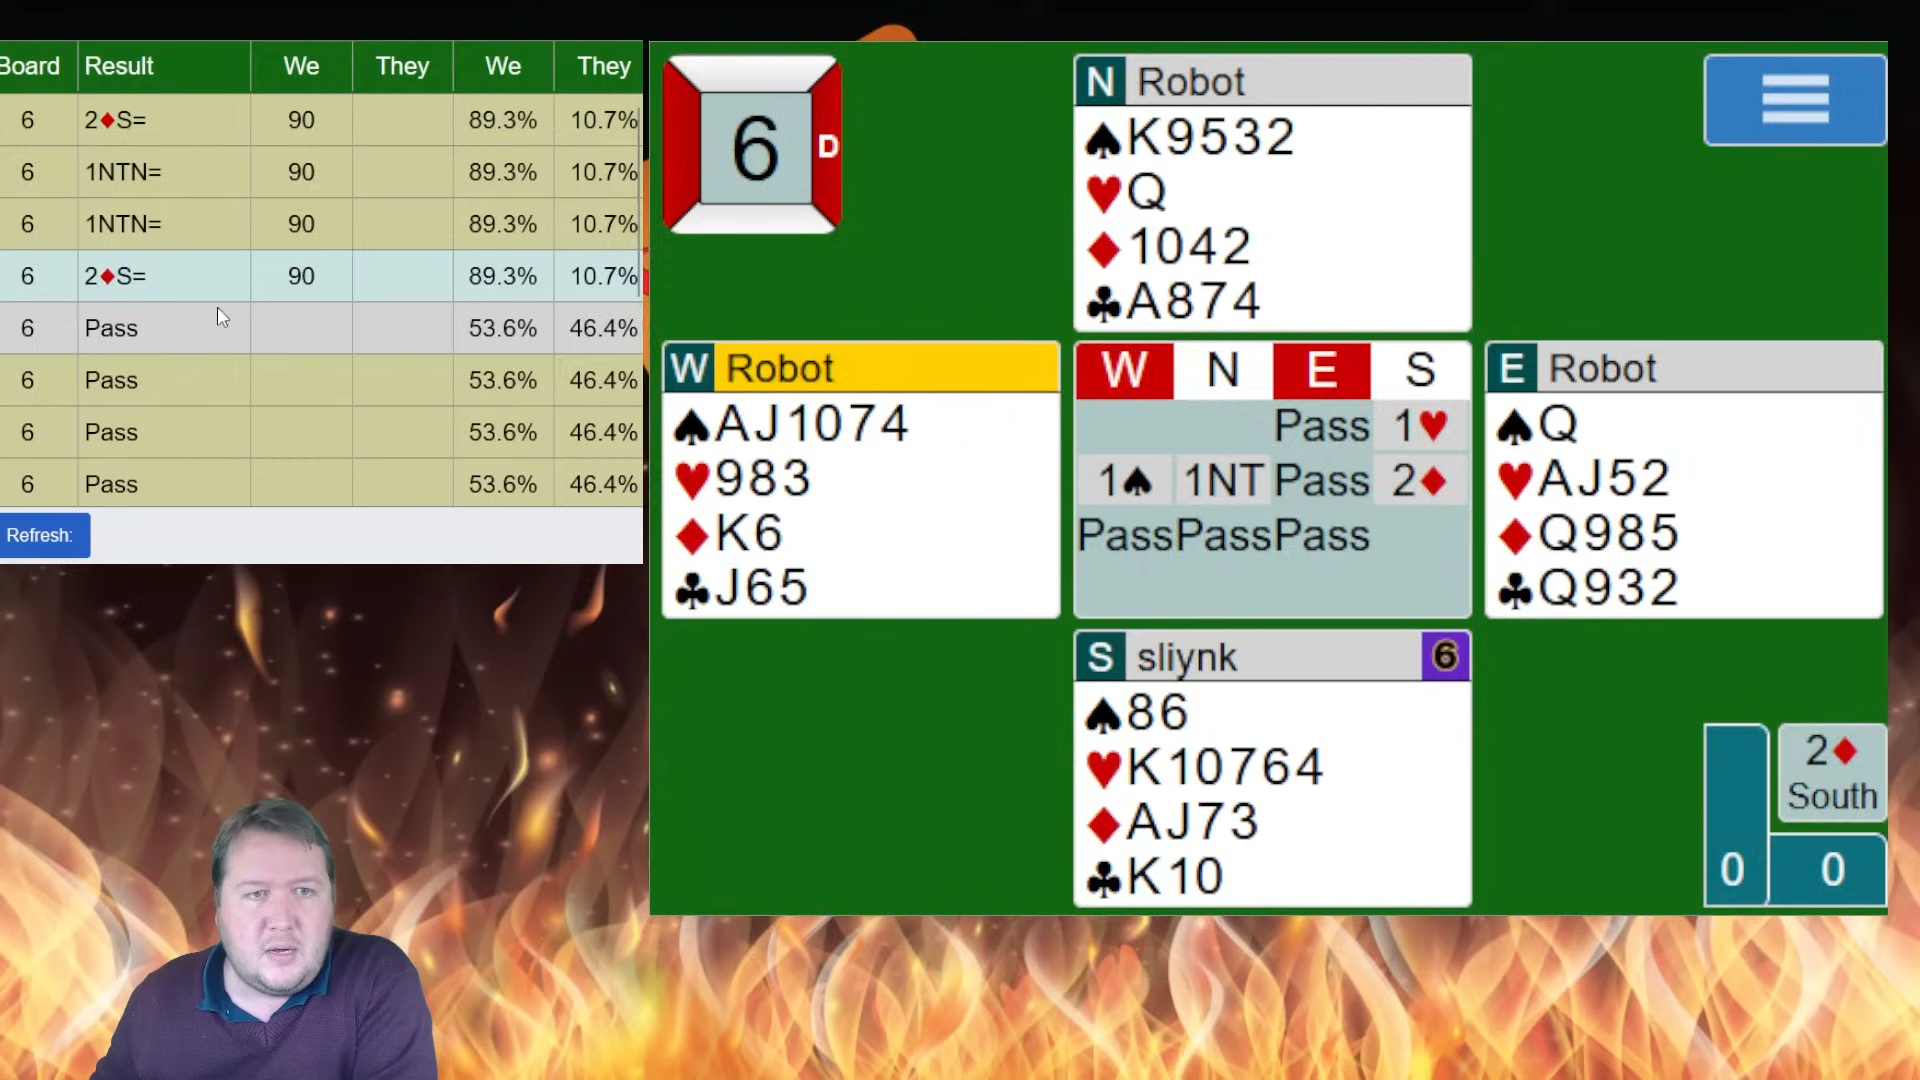 Board Result We They We They
6 2♦S= 90 89.3% 10.7%
6 1NTN= 90 89.3% 10.7%
6 1NTN= 90 89.3% 10.7%
6 2♦S= 90 89.3% 10.7%
6 Pass 53.6% 46.4%
6 Pass 53.6% 46.4%
6 Pass 53.6% 46.4%
6 Pass 53.6% 46.4%
Refresh:
6 D
N Robot
♠K9532
♥Q
♦1042
♣A874
W Robot
♠AJ1074
♥983
♦K6
♣J65
W N E S
Pass 1♥
1♠ 1NT Pass 2♦
Pass Pass Pass
E Robot
♠Q
♥AJ52
♦Q985
♣Q932
S sliynk 6
♠86
♥K10764
♦AJ73
♣K10
2♦
South
0 0